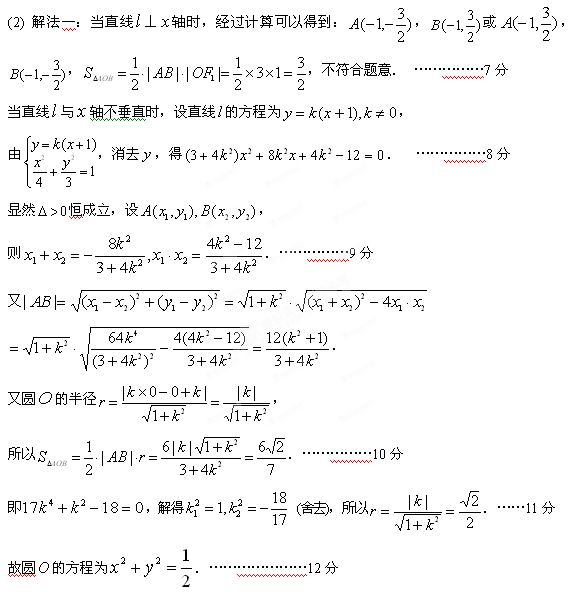 (2) 解法一：当直线 $l \perp x$ 轴时，经过计算可以得到：$A(-1,-\frac{3}{2})$，$B(-1,\frac{3}{2})$ 或 $A(-1,\frac{3}{2})$，
$B(-1,-\frac{3}{2})$，$S_{\triangle AOB}=\frac{1}{2}\cdot|AB|\cdot|OF_1|=\frac{1}{2}\times 3\times 1=\frac{3}{2}$，不符合题意． ……………7 分
当直线 $l$ 与 $x$ 轴不垂直时，设直线 $l$ 的方程为 $y=k(x+1),k\neq 0$，
由 $\begin{cases}y=k(x+1)\\ \frac{x^2}{4}+\frac{y^2}{3}=1\end{cases}$，消去 $y$，得 $(3+4k^2)x^2+8k^2x+4k^2-12=0$． ……………8 分
显然 $\Delta>0$ 恒成立，设 $A(x_1,y_1),B(x_2,y_2)$，
则 $x_1+x_2=-\frac{8k^2}{3+4k^2},x_1\cdot x_2=\frac{4k^2-12}{3+4k^2}$． ……………9 分
又 $|AB|=\sqrt{(x_1-x_2)^2+(y_1-y_2)^2}=\sqrt{1+k^2}\cdot\sqrt{(x_1+x_2)^2-4x_1\cdot x_2}$
$=\sqrt{1+k^2}\cdot\sqrt{\frac{64k^4}{(3+4k^2)^2}-\frac{4(4k^2-12)}{3+4k^2}}=\frac{12(k^2+1)}{3+4k^2}$．
又圆 $O$ 的半径 $r=\frac{|k\times 0-0+k|}{\sqrt{1+k^2}}=\frac{|k|}{\sqrt{1+k^2}}$，
所以 $S_{\triangle AOB}=\frac{1}{2}\cdot|AB|\cdot r=\frac{6|k|\sqrt{1+k^2}}{3+4k^2}=\frac{6\sqrt{2}}{7}$． ……………10 分
即 $17k^4+k^2-18=0$，解得 $k_1^2=1,k_2^2=-\frac{18}{17}$ (舍去)，所以 $r=\frac{|k|}{\sqrt{1+k^2}}=\frac{\sqrt{2}}{2}$． ……11 分
故圆 $O$ 的方程为 $x^2+y^2=\frac{1}{2}$． …………………12 分